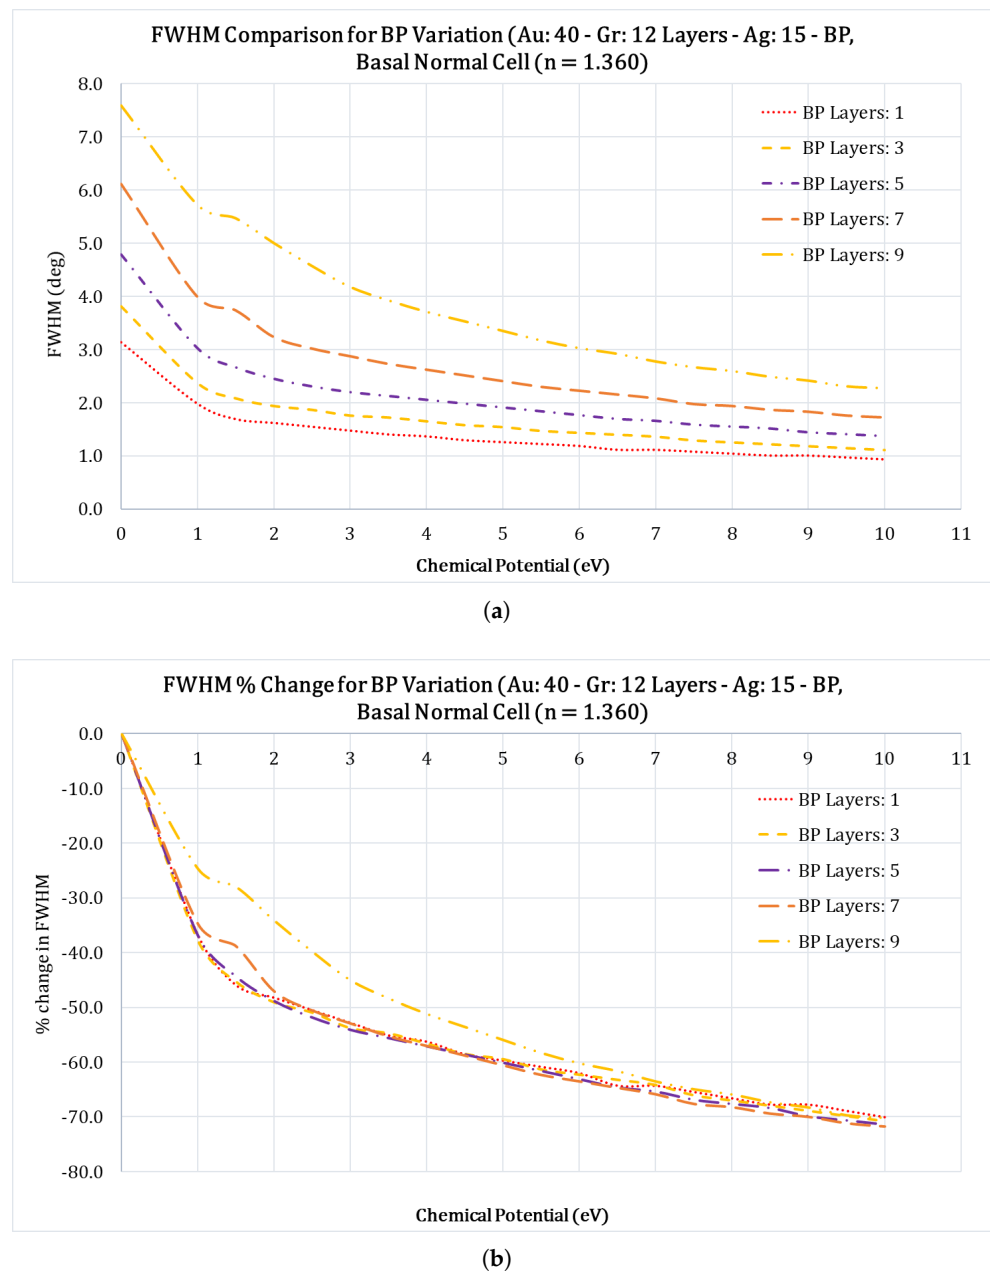 FWHM Comparison for BP Variation (Au: 40 - Gr: 12 Layers - Ag: 15 - BP,
Basal Normal Cell (n = 1.360)
8.0
7.0
6.0
5.0
4.0
3.0
2.0
1.0
0.0
FWHM (deg)
BP Layers: 1
BP Layers: 3
BP Layers: 5
BP Layers: 7
BP Layers: 9
0 1 2 3 4 5 6 7 8 9 10 11
Chemical Potential (eV)
(a)
FWHM % Change for BP Variation (Au: 40 - Gr: 12 Layers - Ag: 15 - BP,
Basal Normal Cell (n = 1.360)
0.0
0 1 2 3 4 5 6 7 8 9 10 11
-10.0
-20.0
-30.0
-40.0
-50.0
-60.0
-70.0
-80.0
% change in FWHM
BP Layers: 1
BP Layers: 3
BP Layers: 5
BP Layers: 7
BP Layers: 9
Chemical Potential (eV)
(b)